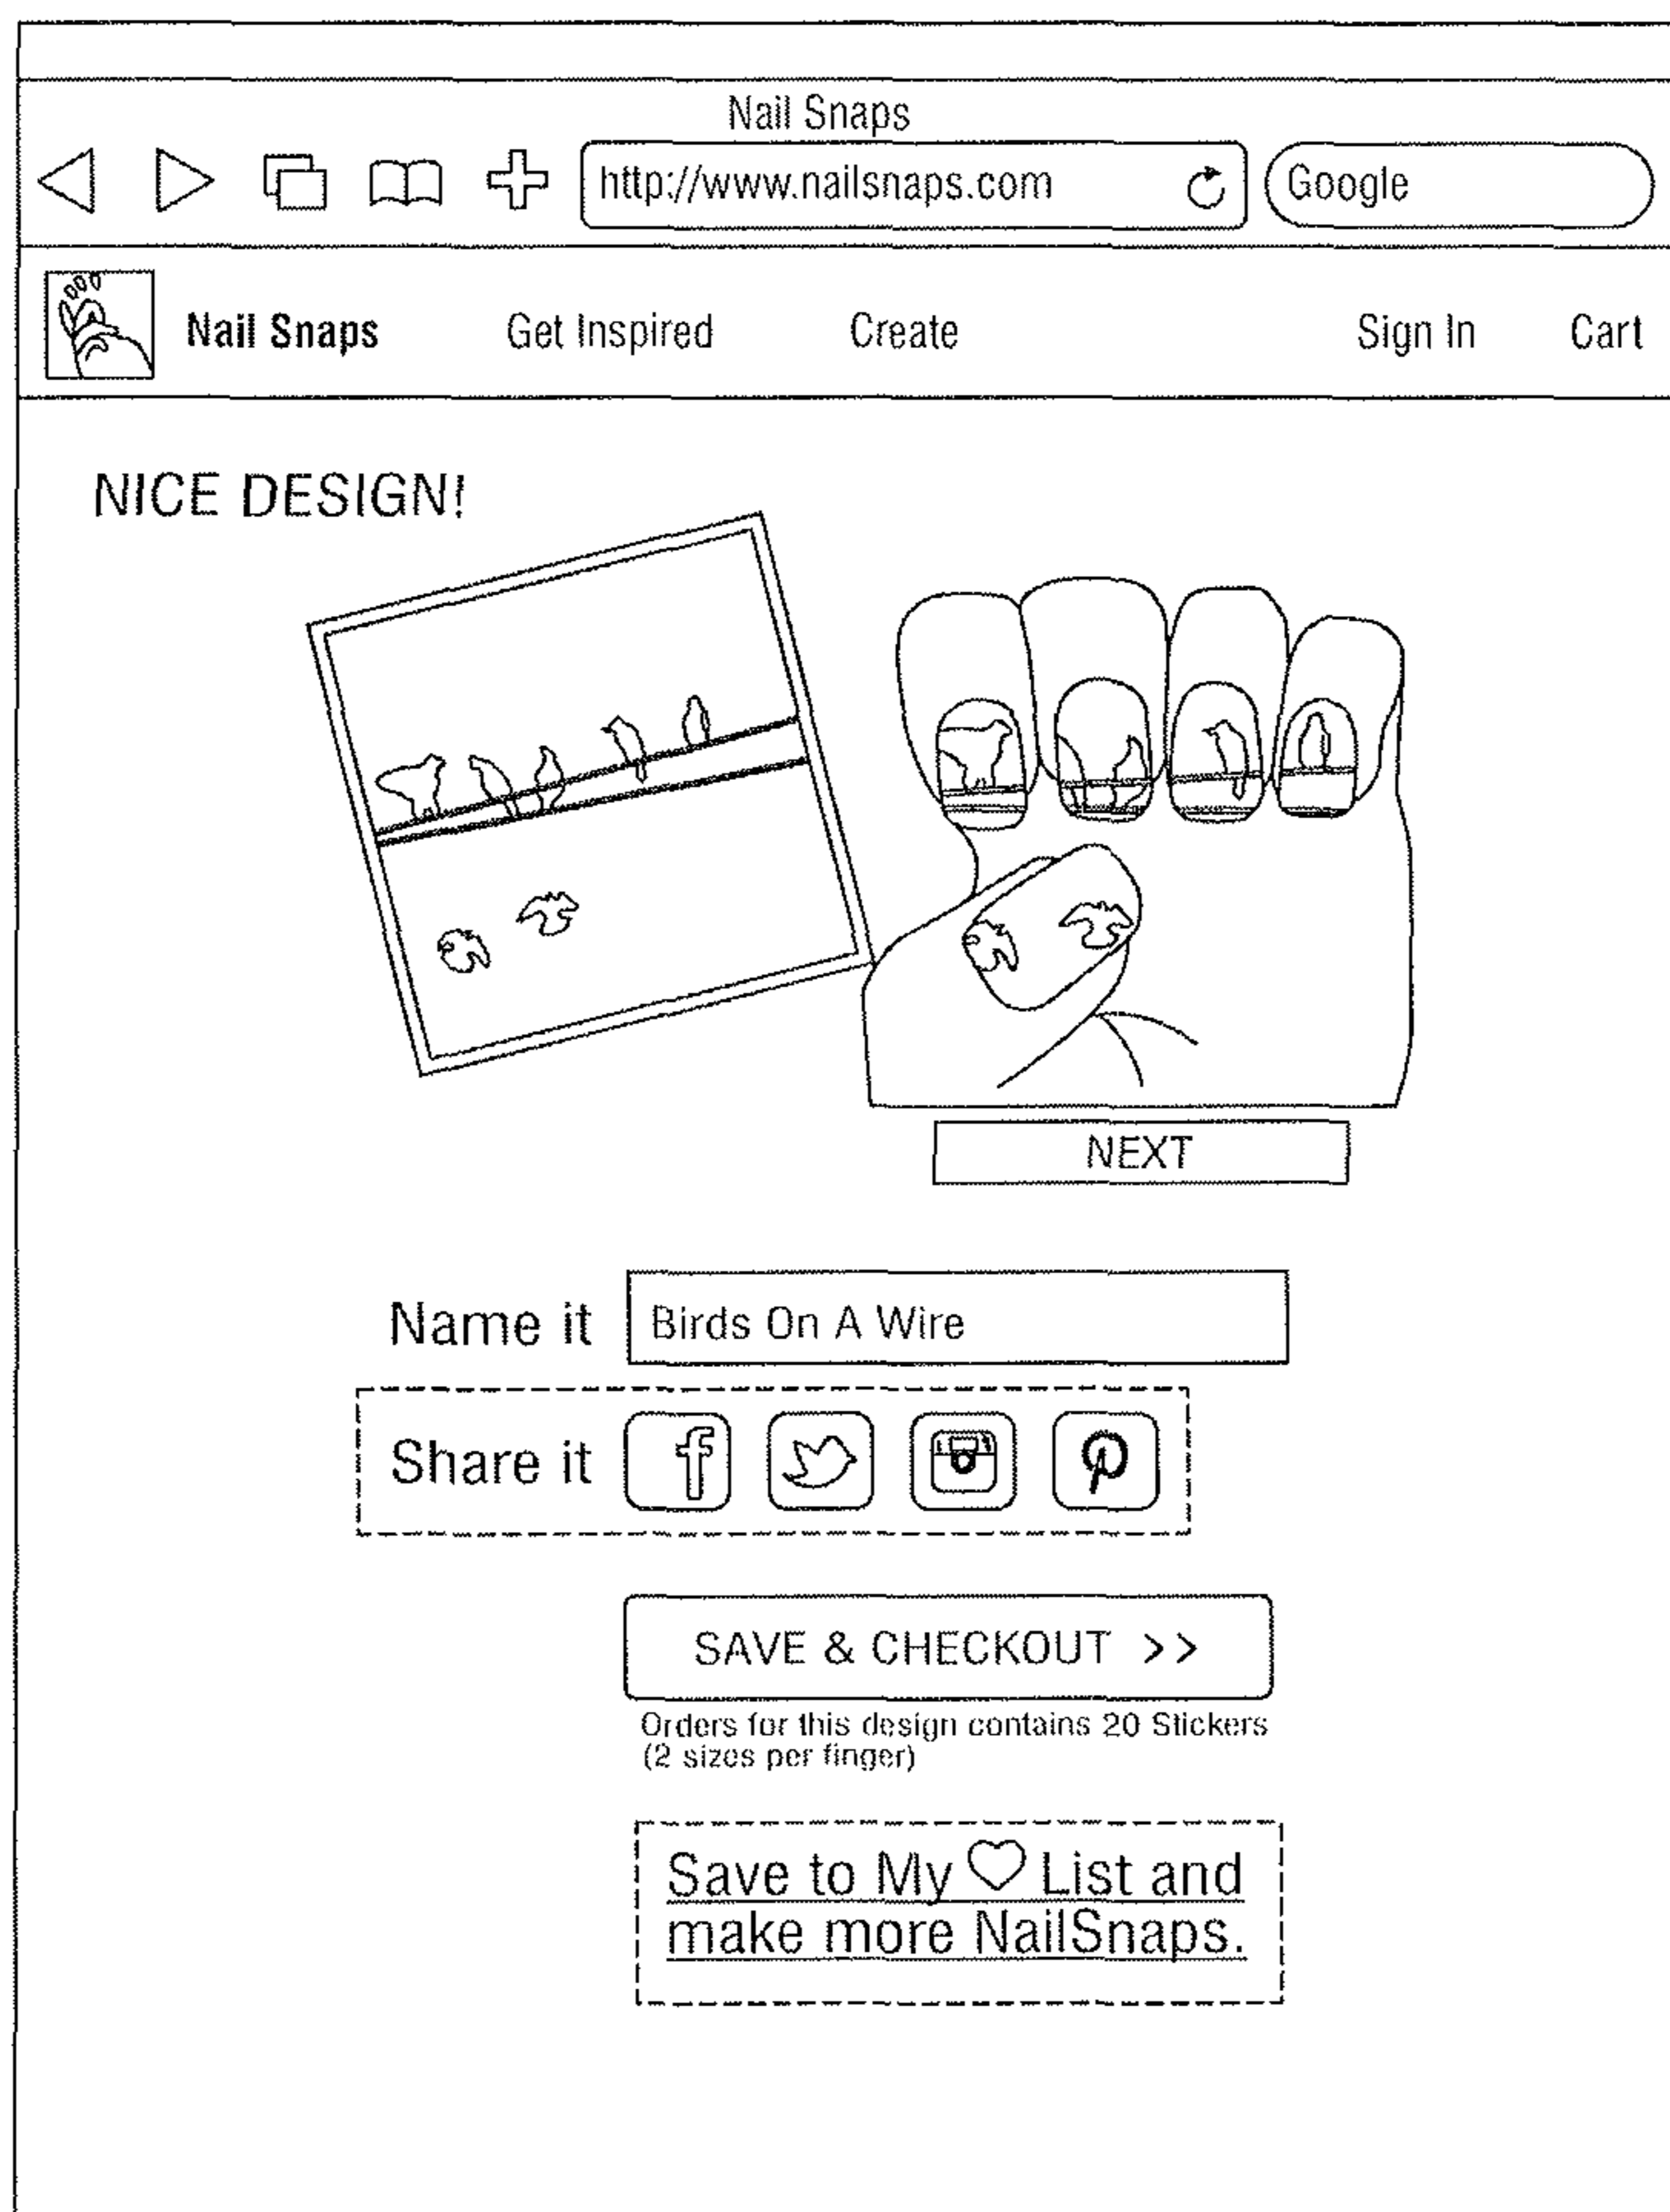 Nail Snaps
http://www.nailsnaps.com
Google
Nail Snaps Get Inspired Create Sign In Cart
NICE DESIGN!
NEXT
Name it Birds On A Wire
Share it
SAVE & CHECKOUT >>
Orders for this design contains 20 Stickers
(2 sizes per finger)
Save to My ♡ List and
make more NailSnaps.